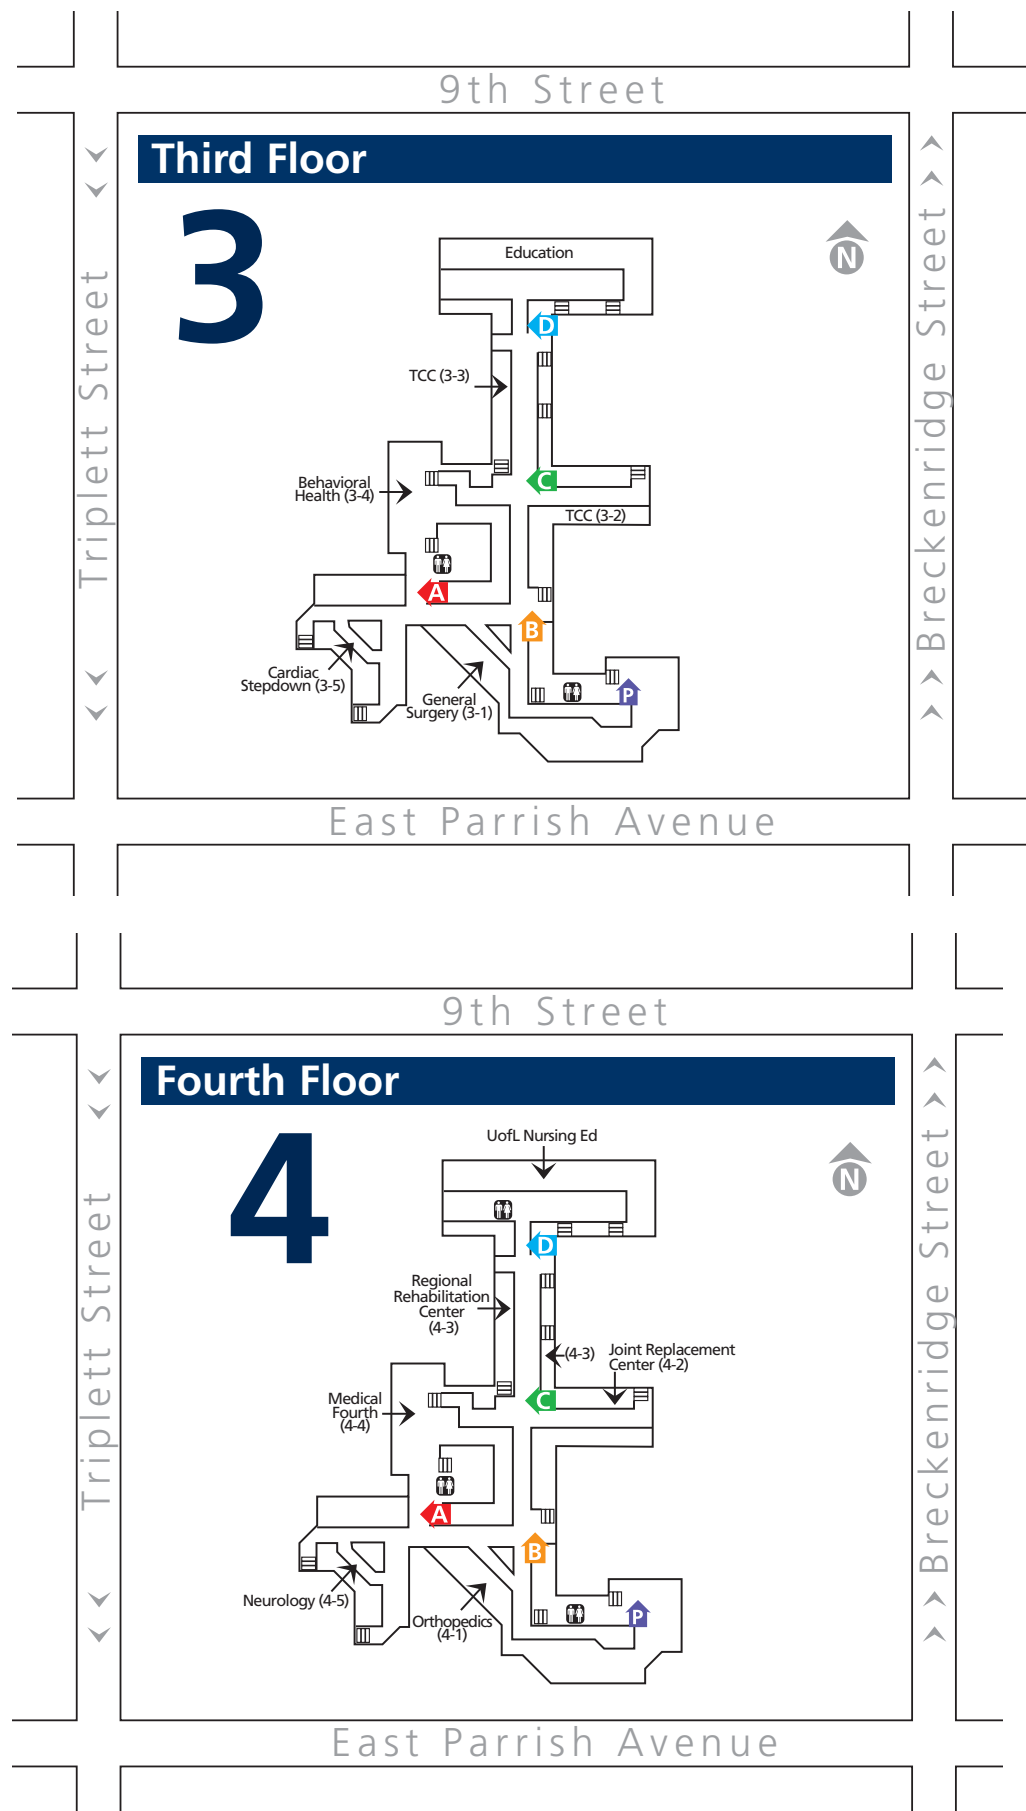 9th Street
Third Floor
3
N
Triplett Street
Breckenridge Street
Education
D
TCC (3-3)
Behavioral
Health (3-4)
C
TCC (3-2)
A
B
Cardiac
Stepdown (3-5)
General
Surgery (3-1)
P
East Parrish Avenue
9th Street
Fourth Floor
4
UofL Nursing Ed
N
Triplett Street
Breckenridge Street
D
Regional
Rehabilitation
Center
(4-3)
(4-3)
Joint Replacement
Center (4-2)
Medical
Fourth
(4-4)
C
A
B
Neurology (4-5)
Orthopedics
(4-1)
P
East Parrish Avenue